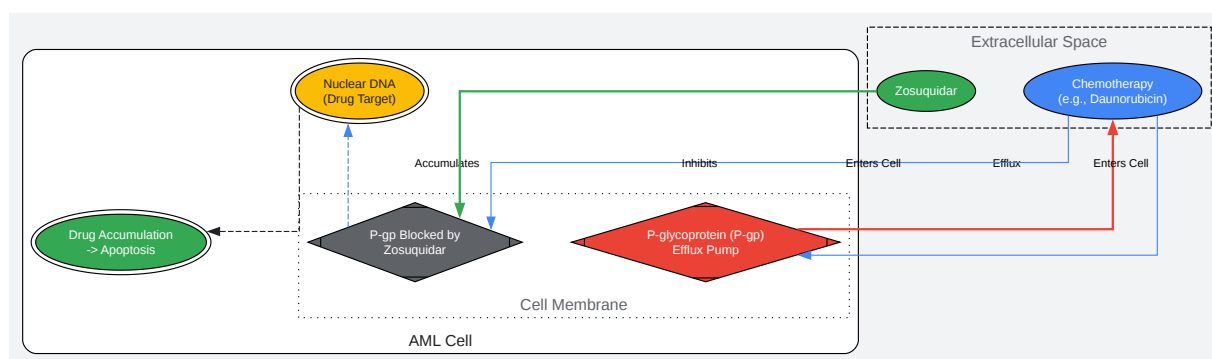 Extracellular Space
Nuclear DNA
(Drug Target)
Zosuquidar
Chemotherapy
(e.g., Daunorubicin)
Accumulates
Inhibits
Enters Cell
Efflux
Enters Cell
Drug Accumulation
-> Apoptosis
P-gp Blocked by
Zosuquidar
P-glycoprotein (P-gp)
Efflux Pump
Cell Membrane
AML Cell